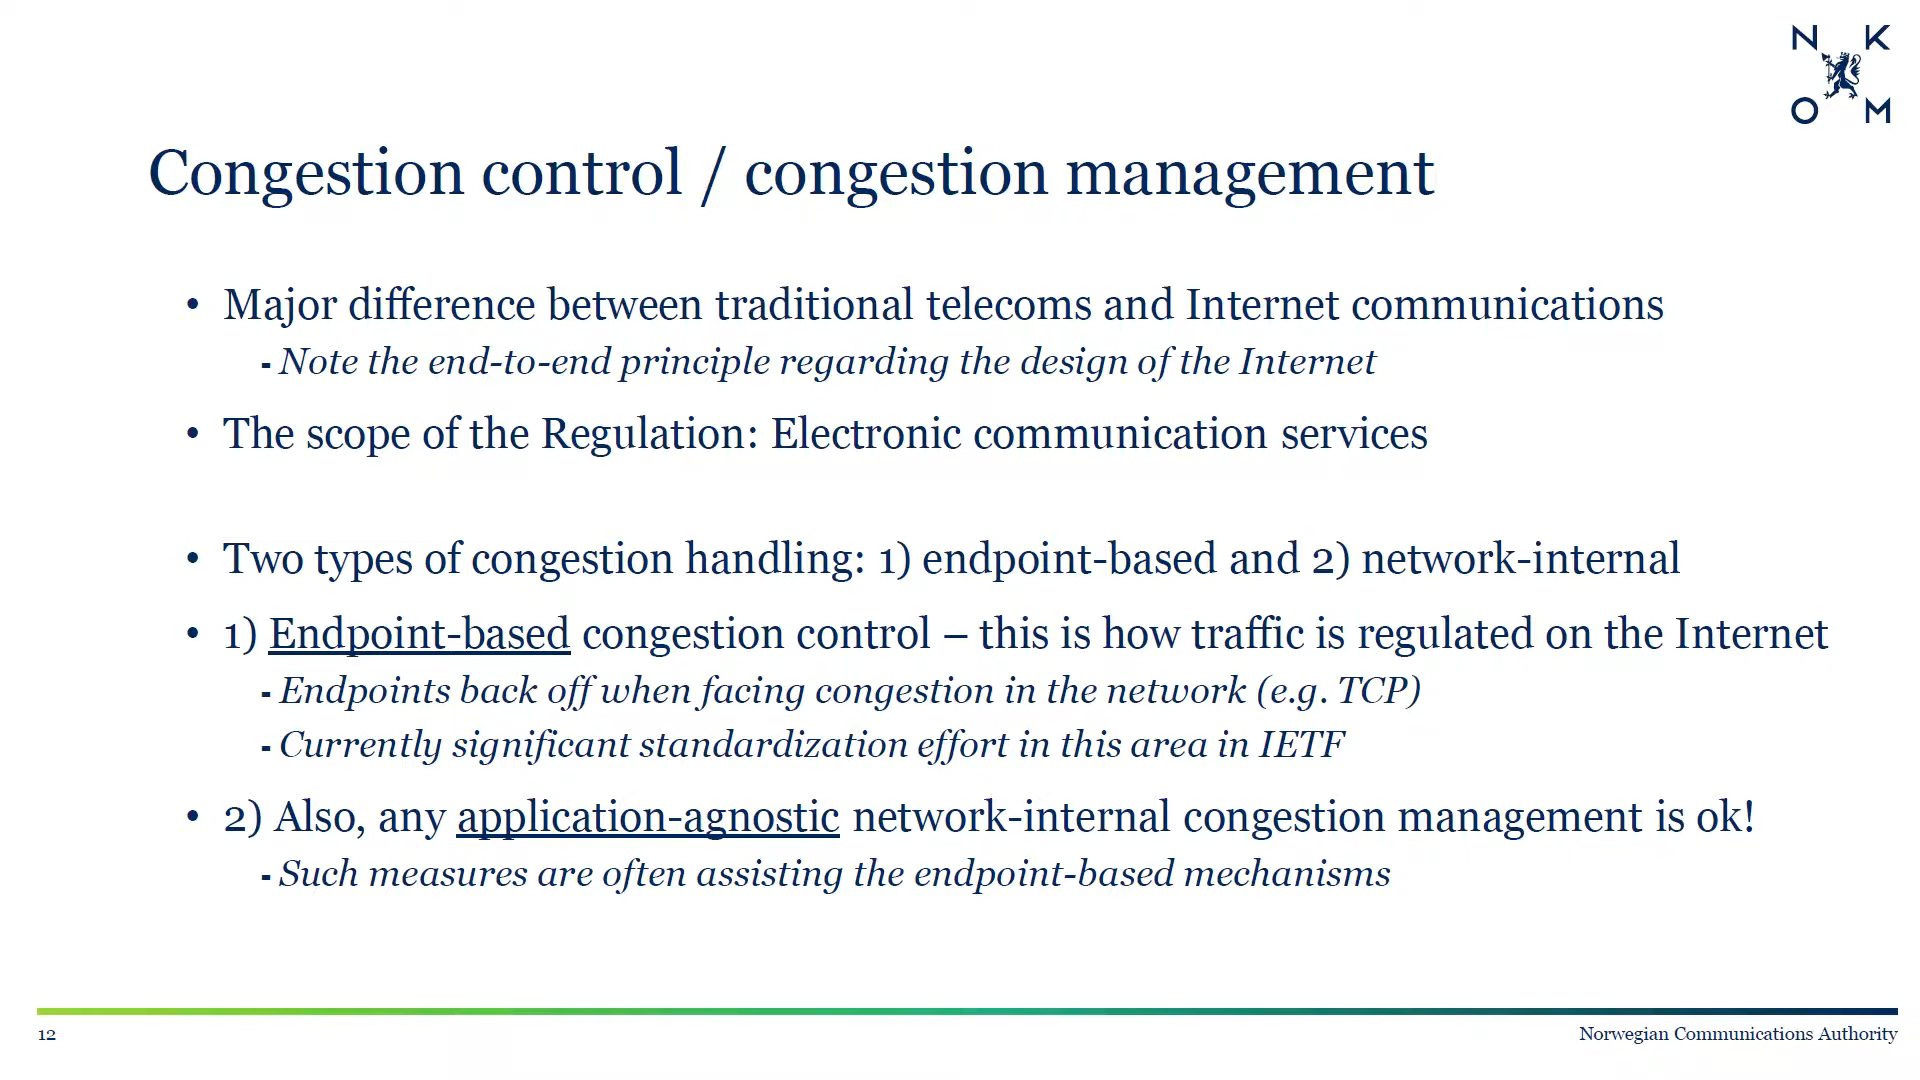 N K
O M
Congestion control / congestion management
• Major difference between traditional telecoms and Internet communications
- Note the end-to-end principle regarding the design of the Internet
• The scope of the Regulation: Electronic communication services
• Two types of congestion handling: 1) endpoint-based and 2) network-internal
• 1) Endpoint-based congestion control – this is how traffic is regulated on the Internet
- Endpoints back off when facing congestion in the network (e.g. TCP)
- Currently significant standardization effort in this area in IETF
• 2) Also, any application-agnostic network-internal congestion management is ok!
- Such measures are often assisting the endpoint-based mechanisms
12
Norwegian Communications Authority